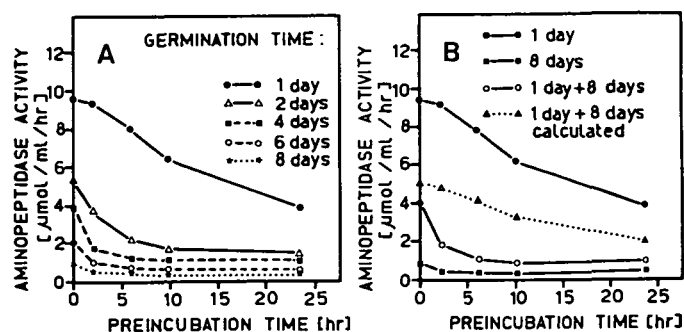 A
GERMINATION TIME :
1 day
2 days
4 days
6 days
8 days
AMINOPEPTIDASE ACTIVITY
[μmol/ml/hr]
12
10
8
6
4
2
0
0 5 10 15 20 25
PREINCUBATION TIME [hr]
B
1 day
8 days
1 day+8 days
1 day+8 days
calculated
AMINOPEPTIDASE ACTIVITY
[μmol/ml/hr]
12
10
8
6
4
2
0
0 5 10 15 20 25
PREINCUBATION TIME [hr]